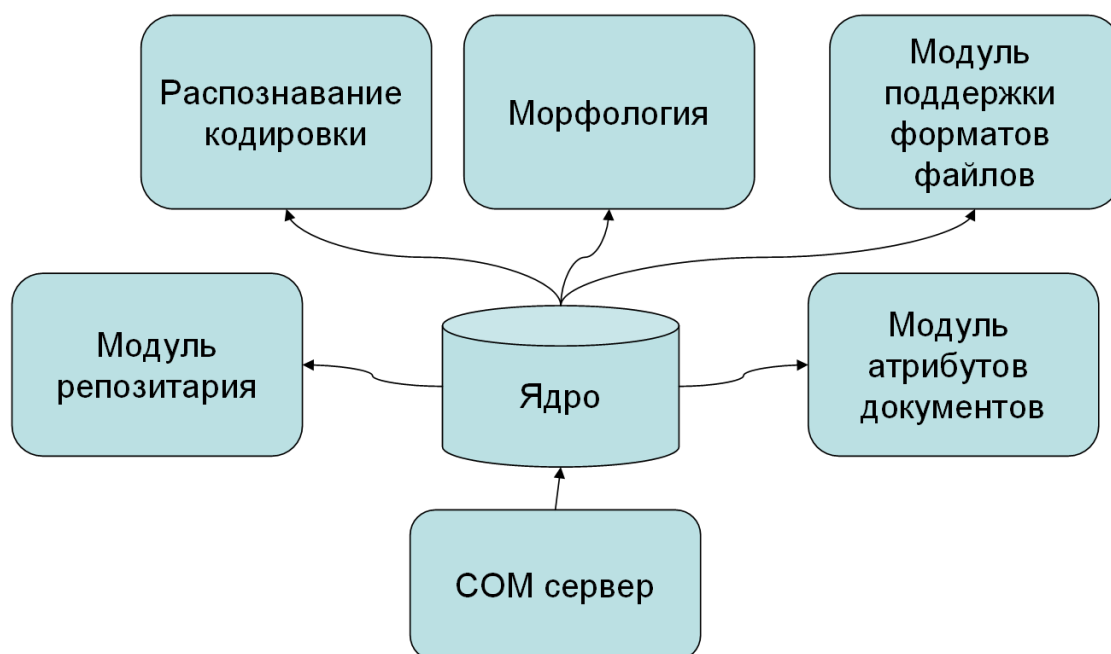 Распознавание
кодировки
Морфология
Модуль
поддержки
форматов
файлов
Модуль
репозитария
Ядро
Модуль
атрибутов
документов
COM сервер